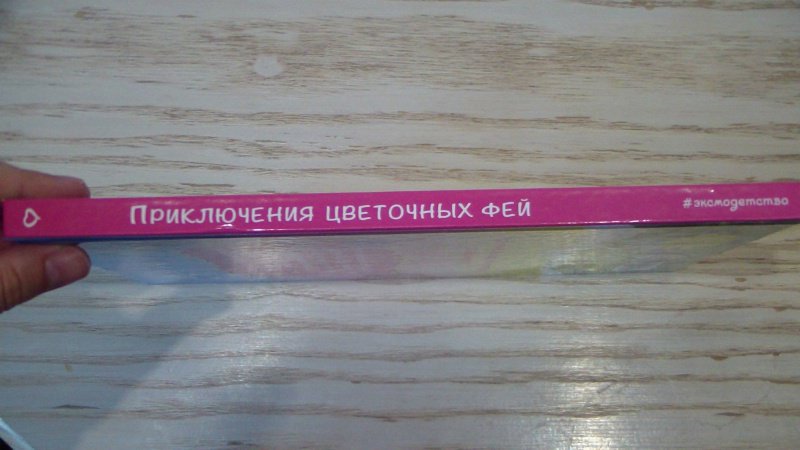 Приключения цветочных фей
#эксмодетство